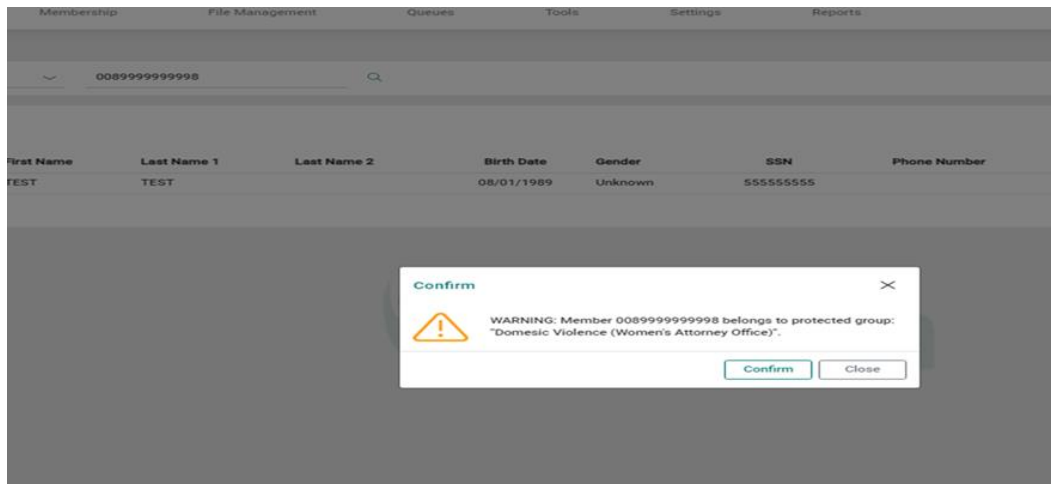 Membership File Management Queues Tools Settings Reports
0089999999998
First Name Last Name 1 Last Name 2 Birth Date Gender SSN Phone Number
TEST TEST 08/01/1989 Unknown 555555555
Confirm
WARNING: Member 0089999999998 belongs to protected group:
"Domesic Violence (Women's Attorney Office)".
Confirm Close